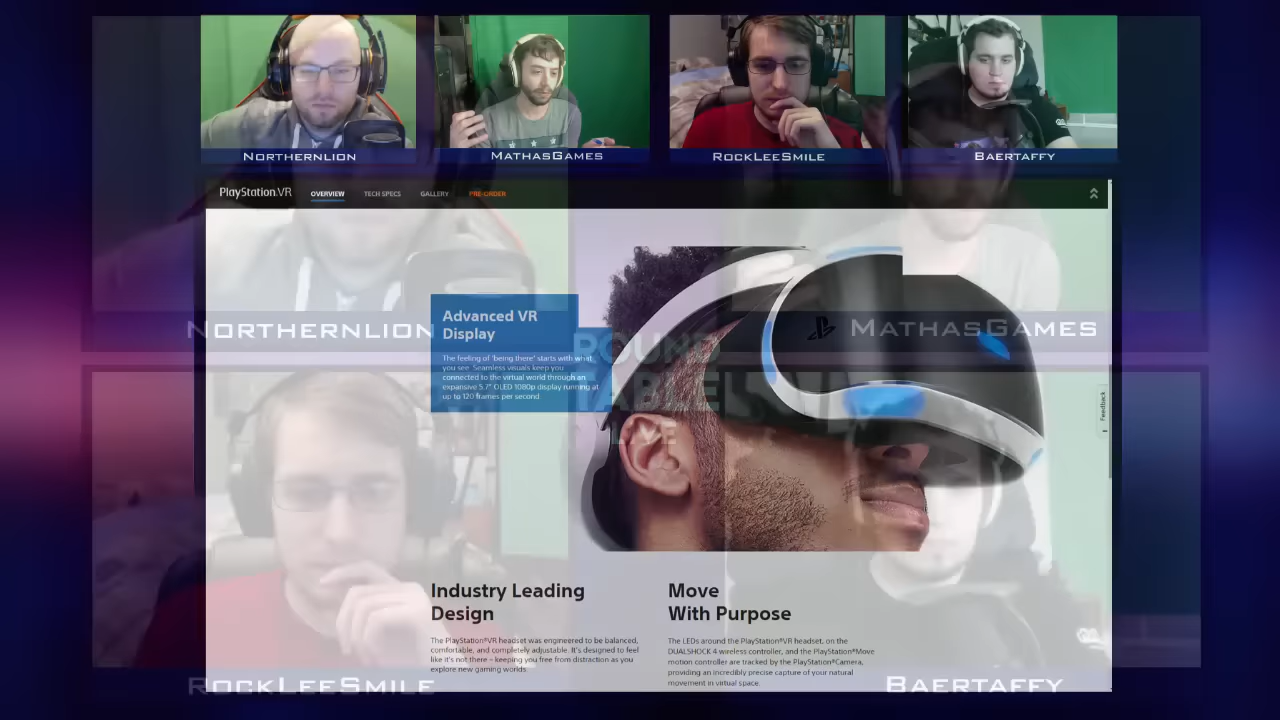 NORTHERNLION
MATHASGAMES
ROCKLEESMILE
BAERTAFFY
PlayStation.VR
OVERVIEW
TECH SPECS
GALLERY
PRE-ORDER
NORTHERNLION
MATHASGAMES
Advanced VR
Display
The feeling of 'being there' starts with what
you see. Seamless visuals keep you
connected to the virtual world through an
expansive 5.7" OLED 1080p display running at
up to 120 frames per second
ROUND
TABLE
LIVE
Feedback
Industry Leading
Design
The PlayStation®VR headset was engineered to be balanced,
comfortable, and completely adjustable. It's designed to feel
like it's not there – keeping you free from distraction as you
explore new gaming worlds.
Move
With Purpose
The LEDs around the PlayStation®VR headset, on the
DUALSHOCK 4 wireless controller, and the PlayStation®Move
motion controller are tracked by the PlayStation®Camera,
providing an incredibly precise capture of your natural
movement in virtual space.
ROCKLEESMILE
BAERTAFFY